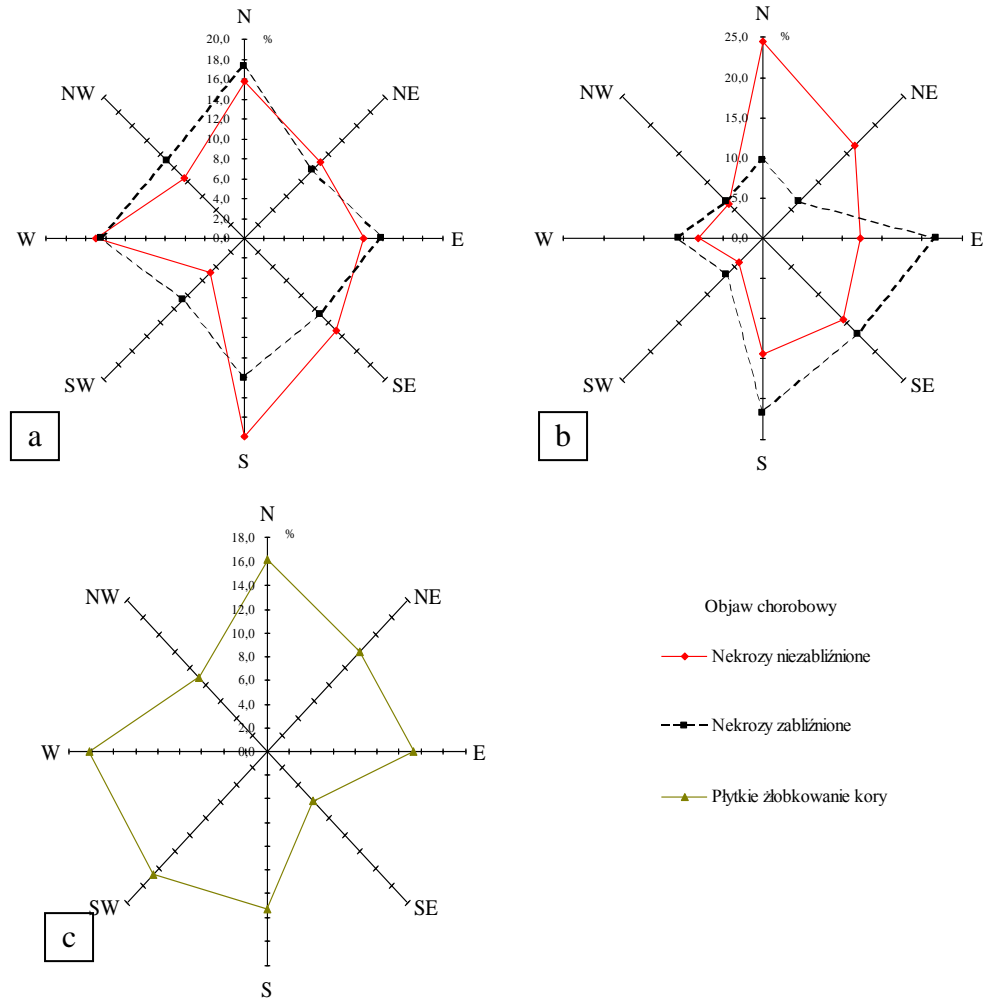 N
%
20,0
18,0
16,0
14,0
12,0
10,0
8,0
6,0
4,0
2,0
0,0
NW
NE
W
E
SW
SE
S
a
N
%
25,0
20,0
15,0
10,0
5,0
0,0
NW
NE
W
E
SW
SE
S
b
N
%
18,0
16,0
14,0
12,0
10,0
8,0
6,0
4,0
2,0
0,0
NW
NE
W
E
SW
SE
S
c
Objaw chorobowy
Nekrozy niezabliźnione
Nekrozy zabliźnione
Płytkie żłobkowanie kory